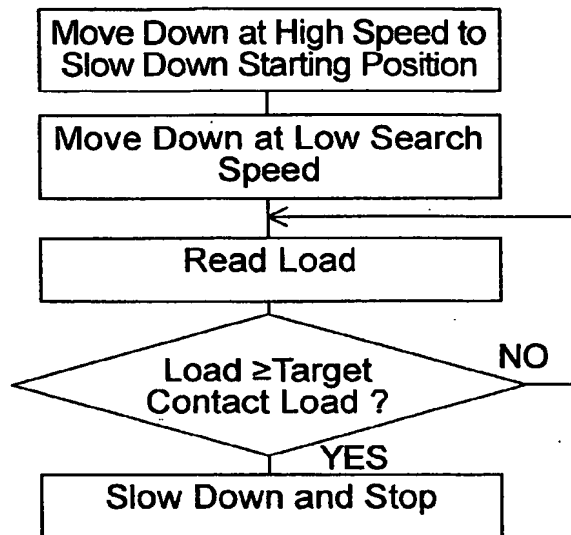 Move Down at High Speed to
Slow Down Starting Position
Move Down at Low Search
Speed
Read Load
Load ≥Target
Contact Load ?
NO
YES
Slow Down and Stop